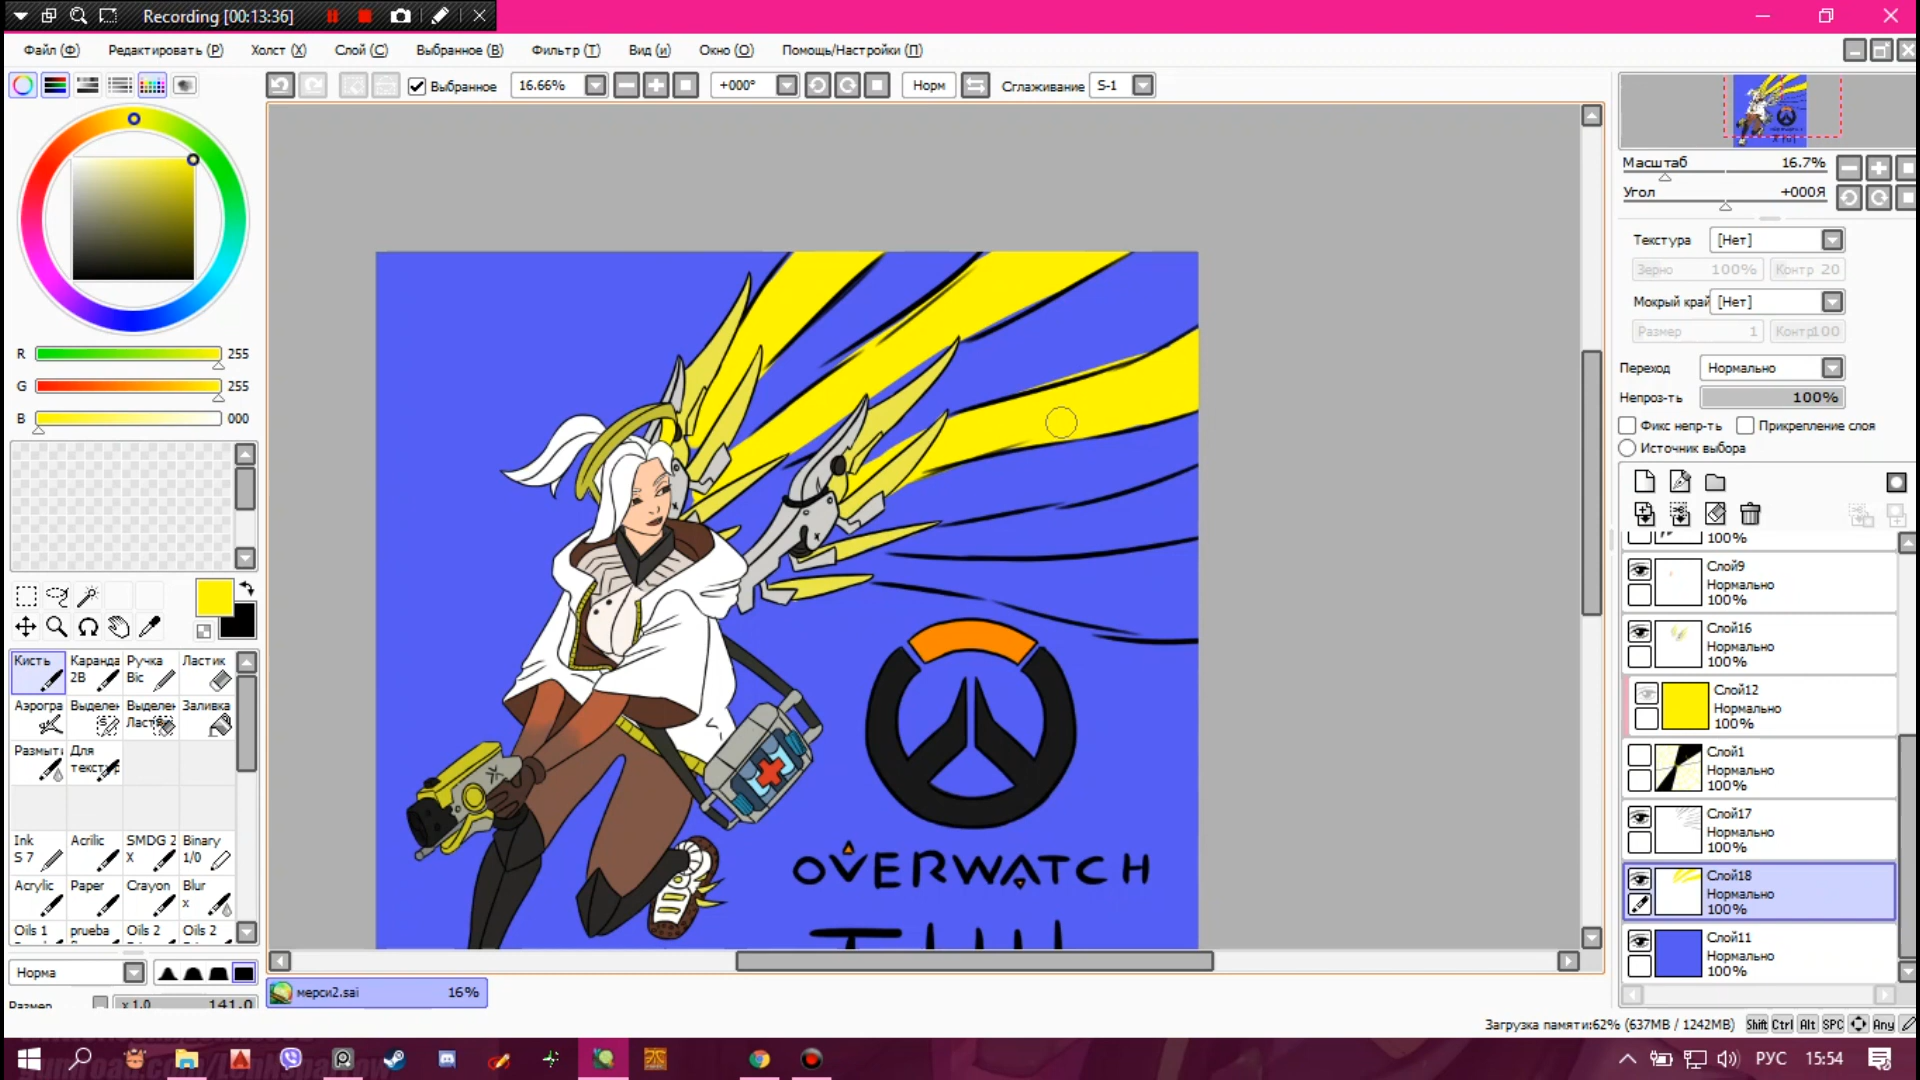 Recording [00:13:36]
Файл (Ф) Редактировать (Р) Холст (Х) Слой (С) Выбранное (В) Фильтр (Т) Вид (и) Окно (О) Помощь/Настройки (П)
Выбранное 16.66% +000° Норм Сглаживание S-1
Масштаб 16.7%
Угол +000Я
Текстура [Нет]
Зерно 100% Контр 20
Мокрый край [Нет]
Размер 1 Контр100
Переход Нормально
Непроз-ть 100%
Фикс непр-ть Прикрепление слоя
Источник выбора
R 255
G 255
B 000
100%
Слой9
Нормально
100%
Слой16
Нормально
100%
Слой12
Нормально
100%
Слой1
Нормально
100%
Слой17
Нормально
100%
Слой18
Нормально
100%
Слой11
Нормально
100%
Кисть Каранда 2B Ручка Bic Ластик
Аэрогра Выделен Выделен Ласт Заливка
Размыт Для текст
Ink S 7 Acrilic SMDG 2 X Binary 1/0
Acrylic Paper Crayon Blur x
Oils 1 prueba Oils 2 Oils 2
Норма
Размер x 1.0 141.0
OVERWATCH
мерси2.sai 16%
Загрузка памяти:62% (637MB / 1242MB) Shift Ctrl Alt SPC Any
РУС 15:54